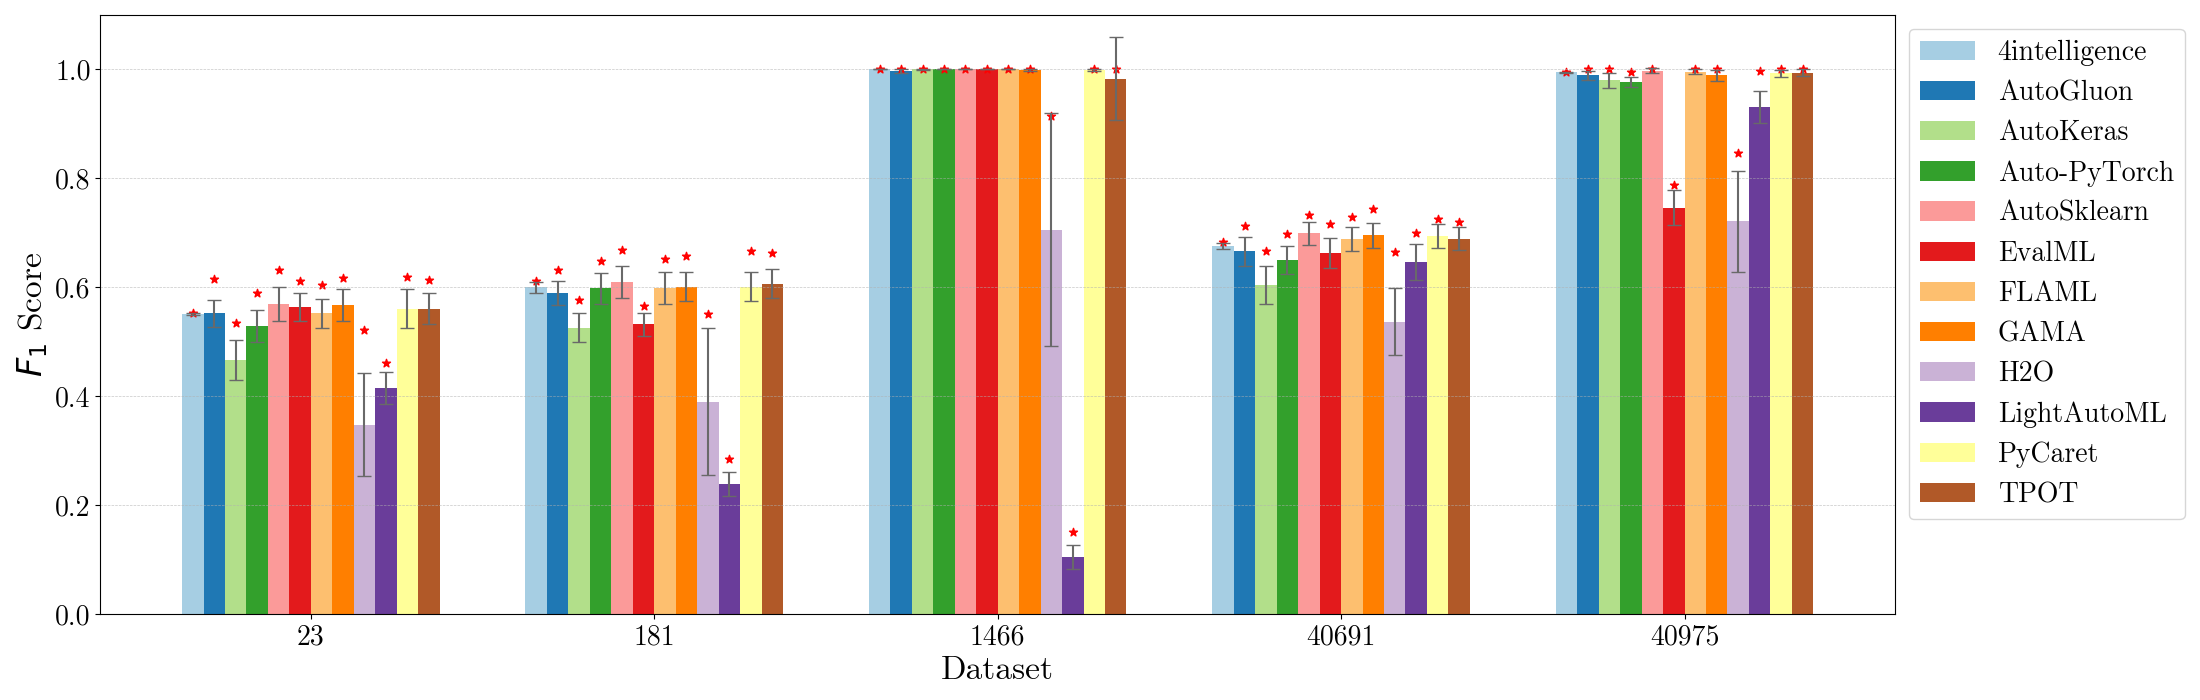 F1 Score
1.0
0.8
0.6
0.4
0.2
0.0
23 181 1466 40691 40975
Dataset
4intelligence
AutoGluon
AutoKeras
Auto-PyTorch
AutoSklearn
EvalML
FLAML
GAMA
H2O
LightAutoML
PyCaret
TPOT